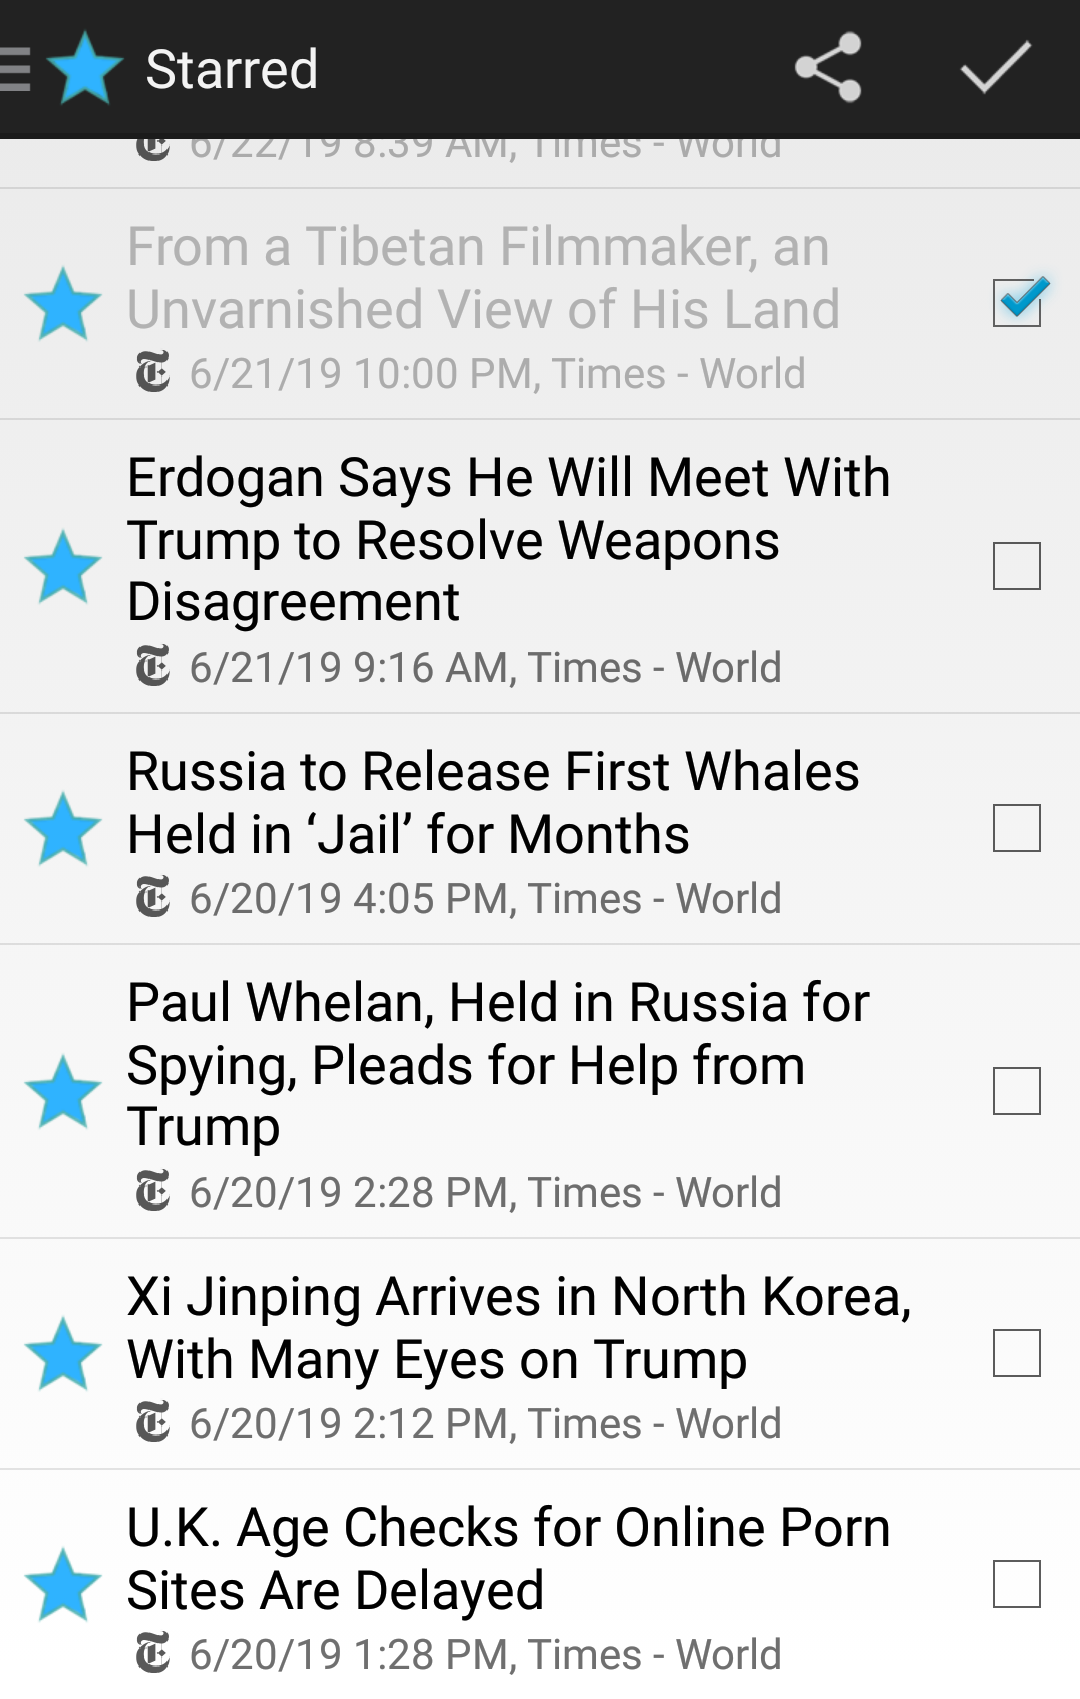 Starred
6/22/19 8:39 AM, Times - World
From a Tibetan Filmmaker, an
Unvarnished View of His Land
6/21/19 10:00 PM, Times - World
Erdogan Says He Will Meet With
Trump to Resolve Weapons
Disagreement
6/21/19 9:16 AM, Times - World
Russia to Release First Whales
Held in ‘Jail’ for Months
6/20/19 4:05 PM, Times - World
Paul Whelan, Held in Russia for
Spying, Pleads for Help from
Trump
6/20/19 2:28 PM, Times - World
Xi Jinping Arrives in North Korea,
With Many Eyes on Trump
6/20/19 2:12 PM, Times - World
U.K. Age Checks for Online Porn
Sites Are Delayed
6/20/19 1:28 PM, Times - World